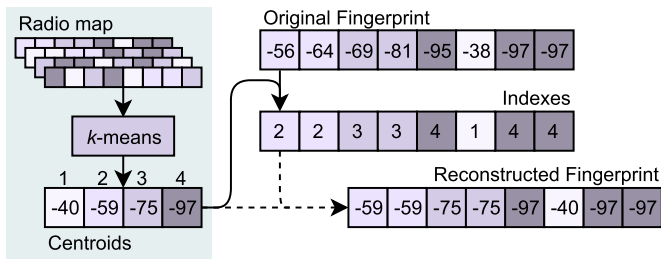 Radio map
k-means
1 2 3 4
-40 -59 -75 -97
Centroids
Original Fingerprint
-56 -64 -69 -81 -95 -38 -97 -97
Indexes
2 2 3 3 4 1 4 4
Reconstructed Fingerprint
-59 -59 -75 -75 -97 -40 -97 -97